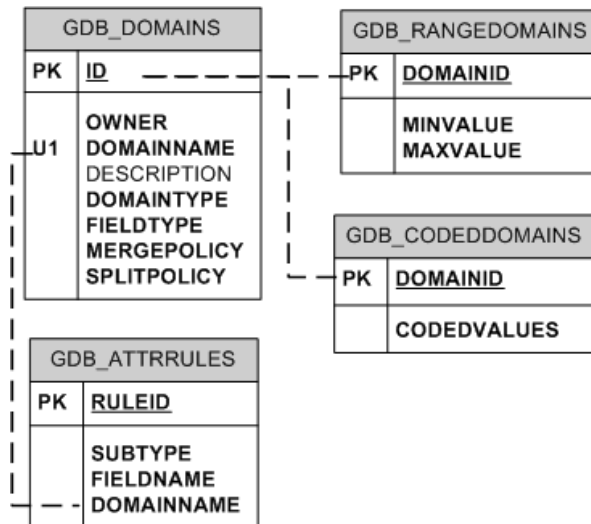 GDB_DOMAINS
PK ID
OWNER
U1 DOMAINNAME
DESCRIPTION
DOMAINTYPE
FIELDTYPE
MERGEPOLICY
SPLITPOLICY
GDB_RANGEDOMAINS
PK DOMAINID
MINVALUE
MAXVALUE
GDB_CODEDDOMAINS
PK DOMAINID
CODEDVALUES
GDB_ATTRRULES
PK RULEID
SUBTYPE
FIELDNAME
DOMAINNAME